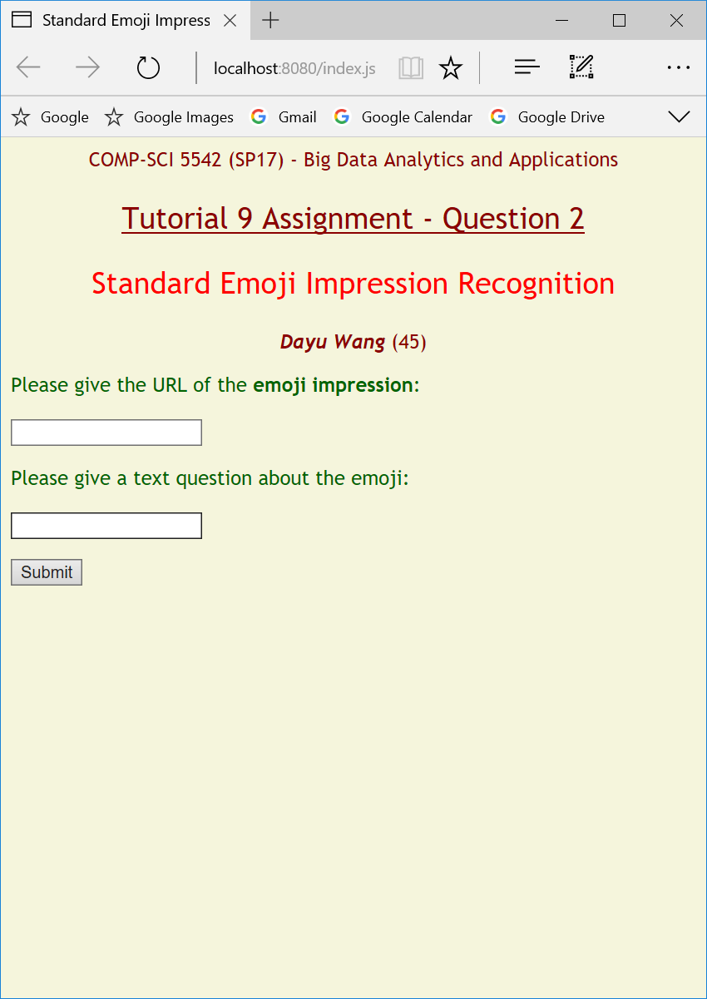 Standard Emoji Impress
localhost:8080/index.js
Google Google Images Gmail Google Calendar Google Drive
COMP-SCI 5542 (SP17) - Big Data Analytics and Applications
Tutorial 9 Assignment - Question 2
Standard Emoji Impression Recognition
Dayu Wang (45)
Please give the URL of the emoji impression:
Please give a text question about the emoji:
Submit